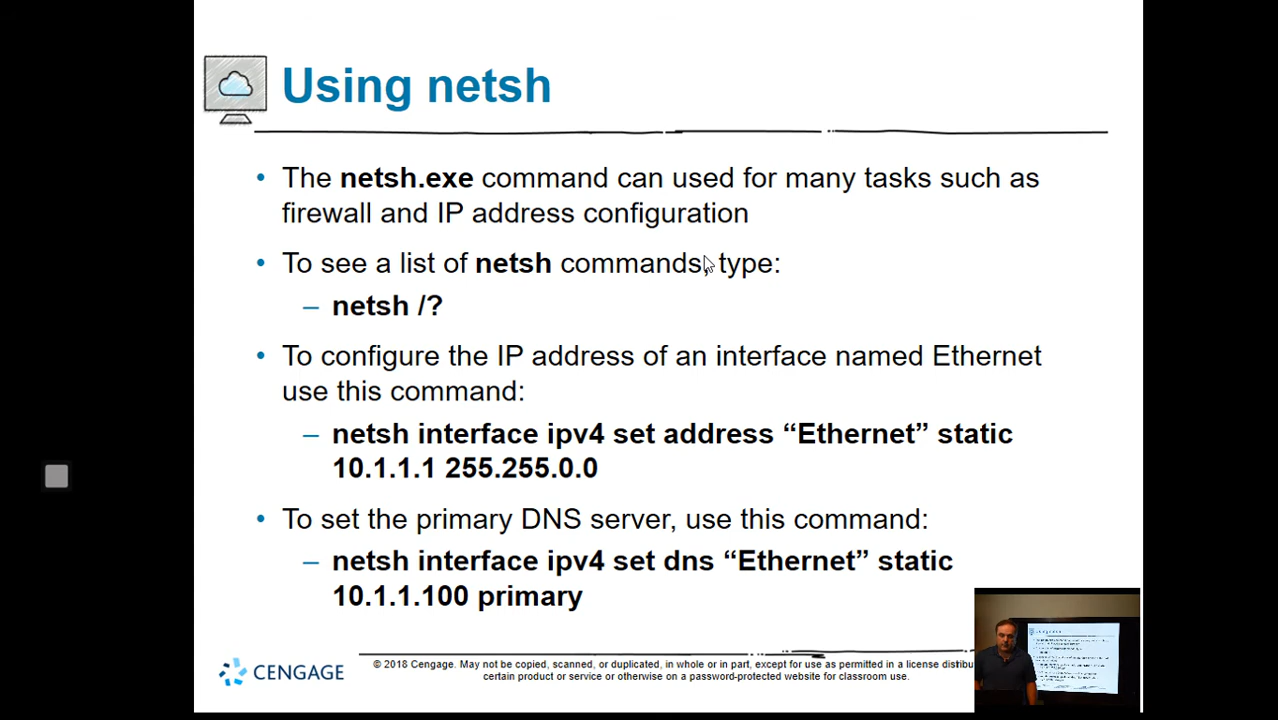 Using netsh
• The netsh.exe command can used for many tasks such as
firewall and IP address configuration
• To see a list of netsh commands, type:
– netsh /?
• To configure the IP address of an interface named Ethernet
use this command:
– netsh interface ipv4 set address “Ethernet” static
10.1.1.1 255.255.0.0
• To set the primary DNS server, use this command:
– netsh interface ipv4 set dns “Ethernet” static
10.1.1.100 primary
CENGAGE
© 2018 Cengage. May not be copied, scanned, or duplicated, in whole or in part, except for use as permitted in a license
certain product or service or otherwise on a password-protected website for classroom use.